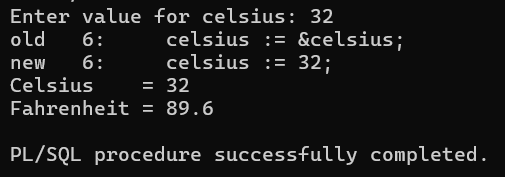 Enter value for celsius: 32
old   6:     celsius := &celsius;
new   6:     celsius := 32;
Celsius    = 32
Fahrenheit = 89.6

PL/SQL procedure successfully completed.